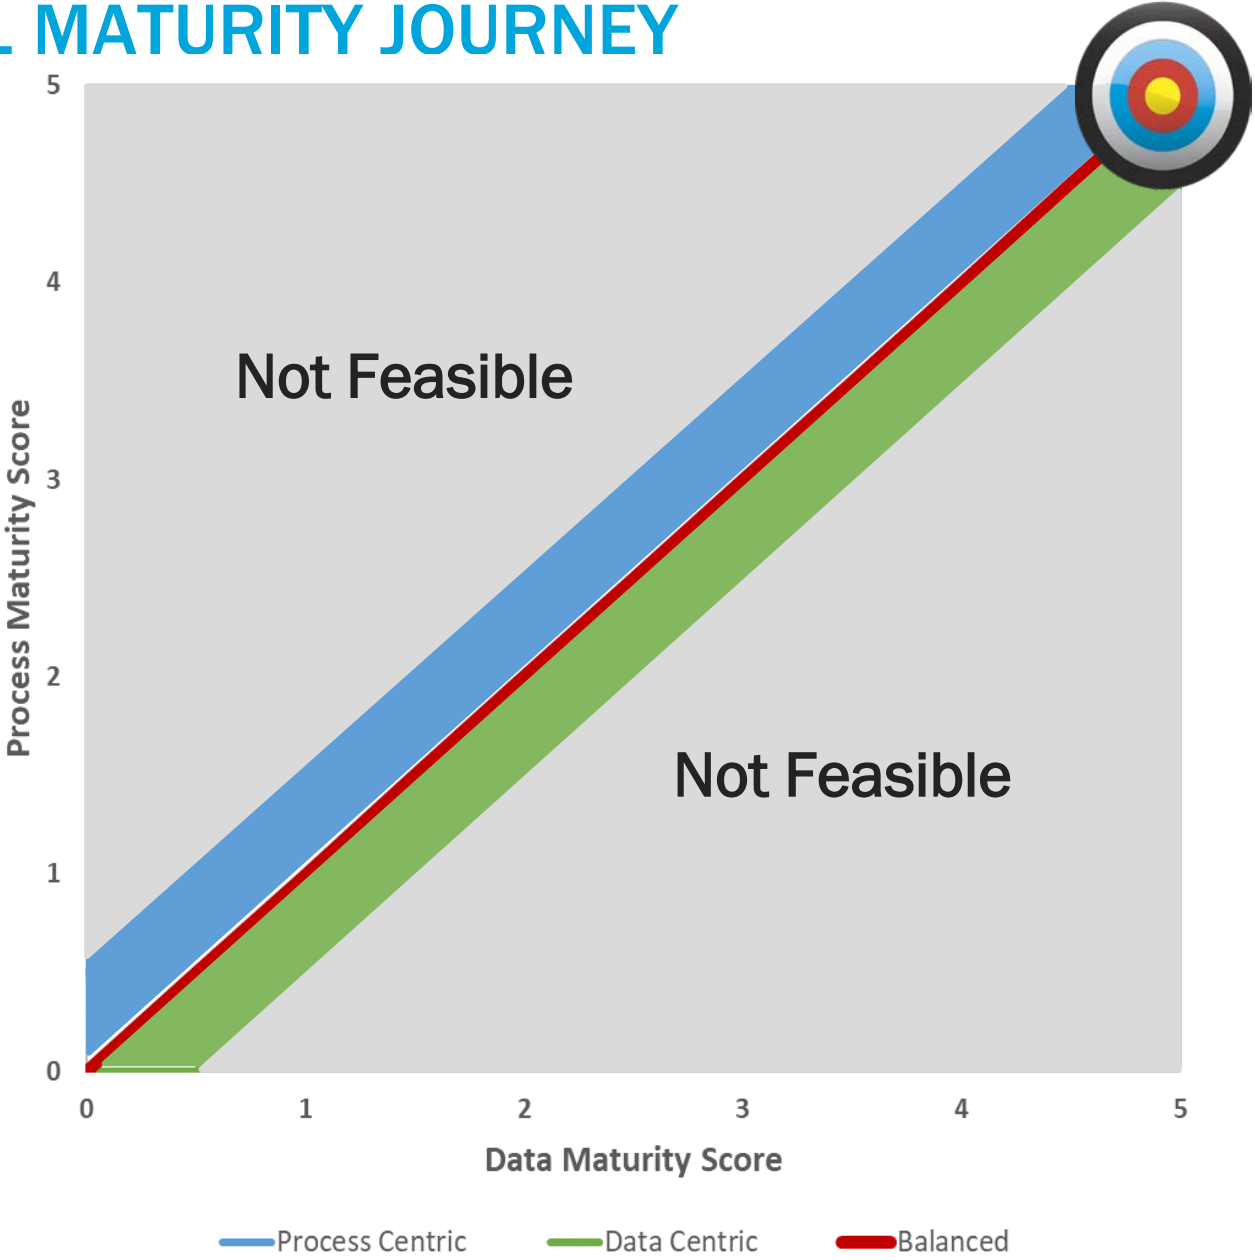 L MATURITY JOURNEY
5
4
3
2
1
0
Process Maturity Score
Not Feasible
Not Feasible
0 1 2 3 4 5
Data Maturity Score
Process Centric Data Centric Balanced